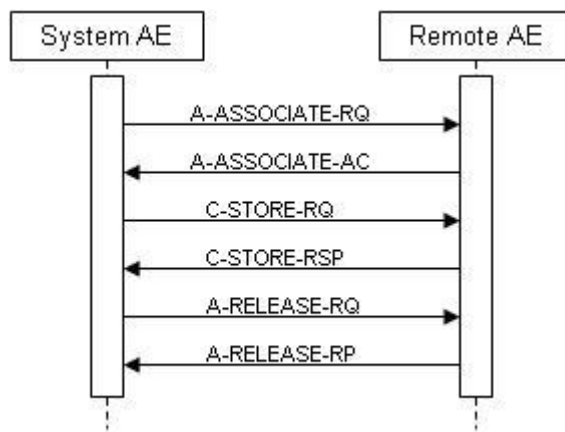 System AE
Remote AE
A-ASSOCIATE-RQ
A-ASSOCIATE-AC
C-STORE-RQ
C-STORE-RSP
A-RELEASE-RQ
A-RELEASE-RP